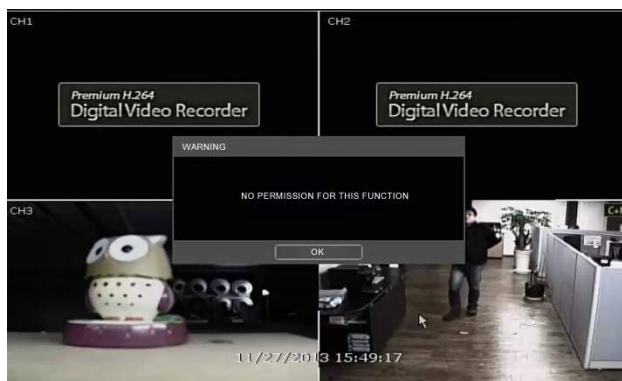 CH1
CH2
Premium H.264
Digital Video Recorder
Premium H.264
Digital Video Recorder
WARNING
NO PERMISSION FOR THIS FUNCTION
OK
CH3
11/27/2013 15:49:17